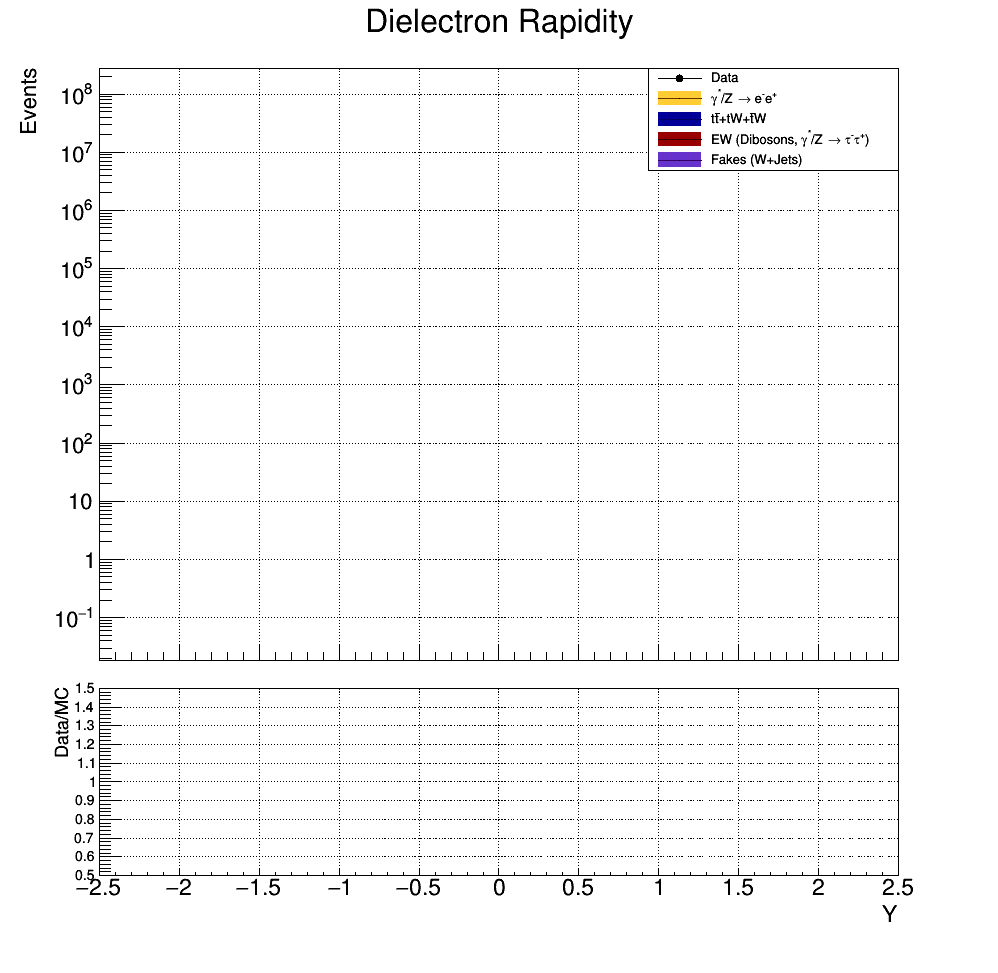 Dielectron Rapidity
Events
10⁸
10⁷
10⁶
10⁵
10⁴
10³
10²
10
1
10⁻¹
Data
γ*/Z → e⁻e⁺
tt̄+tW+t̄W
EW (Dibosons, γ*/Z → τ⁻τ⁺)
Fakes (W+Jets)
Data/MC
1.5
1.4
1.3
1.2
1.1
1
0.9
0.8
0.7
0.6
0.5
−2.5 −2 −1.5 −1 −0.5 0 0.5 1 1.5 2 2.5
Y